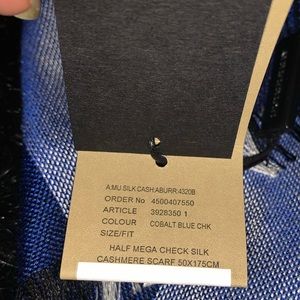 A.MU SILK CASH:ABURR:4320B
ORDER No 4500407550
ARTICLE 3928350 1
COLOUR COBALT BLUE CHK
SIZE/FIT
HALF MEGA CHECK SILK
CASHMERE SCARF 50X175CM